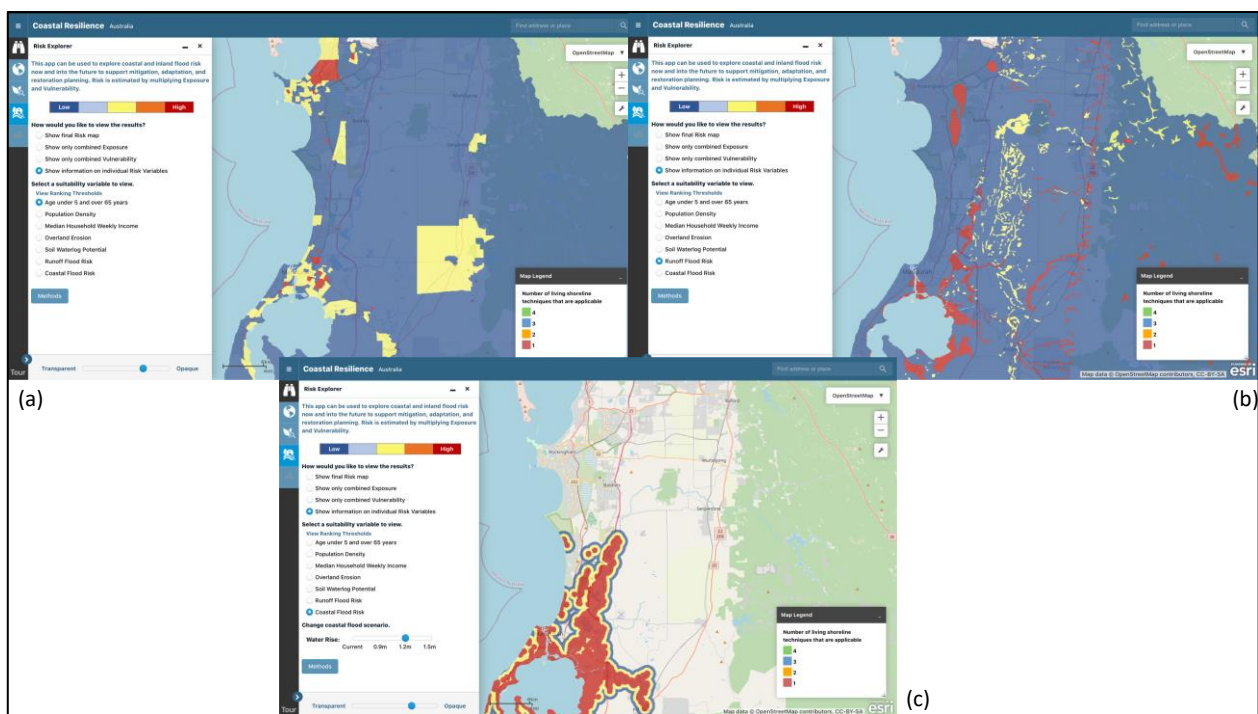 Coastal Resilience Australia
Find address or place
Risk Explorer
This app can be used to explore coastal and inland flood risk
now and into the future to support mitigation, adaptation, and
restoration planning. Risk is estimated by multiplying Exposure
and Vulnerability.
Low High
How would you like to view the results?
Show final Risk map
Show only combined Exposure
Show only combined Vulnerability
Show information on individual Risk Variables
Select a suitability variable to view.
View Ranking Thresholds
Age under 5 and over 65 years
Population Density
Median Household Weekly Income
Overland Erosion
Soil Waterlog Potential
Runoff Flood Risk
Coastal Flood Risk
Methods
Transparent Opaque
Tour
OpenStreetMap
Map Legend
Number of living shoreline
techniques that are applicable
4
3
2
1
(a)
Coastal Resilience Australia
Find address or place
Risk Explorer
This app can be used to explore coastal and inland flood risk
now and into the future to support mitigation, adaptation, and
restoration planning. Risk is estimated by multiplying Exposure
and Vulnerability.
Low High
How would you like to view the results?
Show final Risk map
Show only combined Exposure
Show only combined Vulnerability
Show information on individual Risk Variables
Select a suitability variable to view.
View Ranking Thresholds
Age under 5 and over 65 years
Population Density
Median Household Weekly Income
Overland Erosion
Soil Waterlog Potential
Runoff Flood Risk
Coastal Flood Risk
Methods
OpenStreetMap
Map Legend
Number of living shoreline
techniques that are applicable
4
3
2
1
Map data © OpenStreetMap contributors, CC-BY-SA esri
(b)
Coastal Resilience Australia
Find address or place
Risk Explorer
This app can be used to explore coastal and inland flood risk
now and into the future to support mitigation, adaptation, and
restoration planning. Risk is estimated by multiplying Exposure
and Vulnerability.
Low High
How would you like to view the results?
Show final Risk map
Show only combined Exposure
Show only combined Vulnerability
Show information on individual Risk Variables
Select a suitability variable to view.
View Ranking Thresholds
Age under 5 and over 65 years
Population Density
Median Household Weekly Income
Overland Erosion
Soil Waterlog Potential
Runoff Flood Risk
Coastal Flood Risk
Change coastal flood scenario.
Water Rise:
Current 0.9m 1.2m 1.5m
Methods
Transparent Opaque
Tour
OpenStreetMap
Rockingham
Baldivis
Mundijong
Serpentine
Map Legend
Number of living shoreline
techniques that are applicable
4
3
2
1
Map data © OpenStreetMap contributors, CC-BY-SA esri
(c)